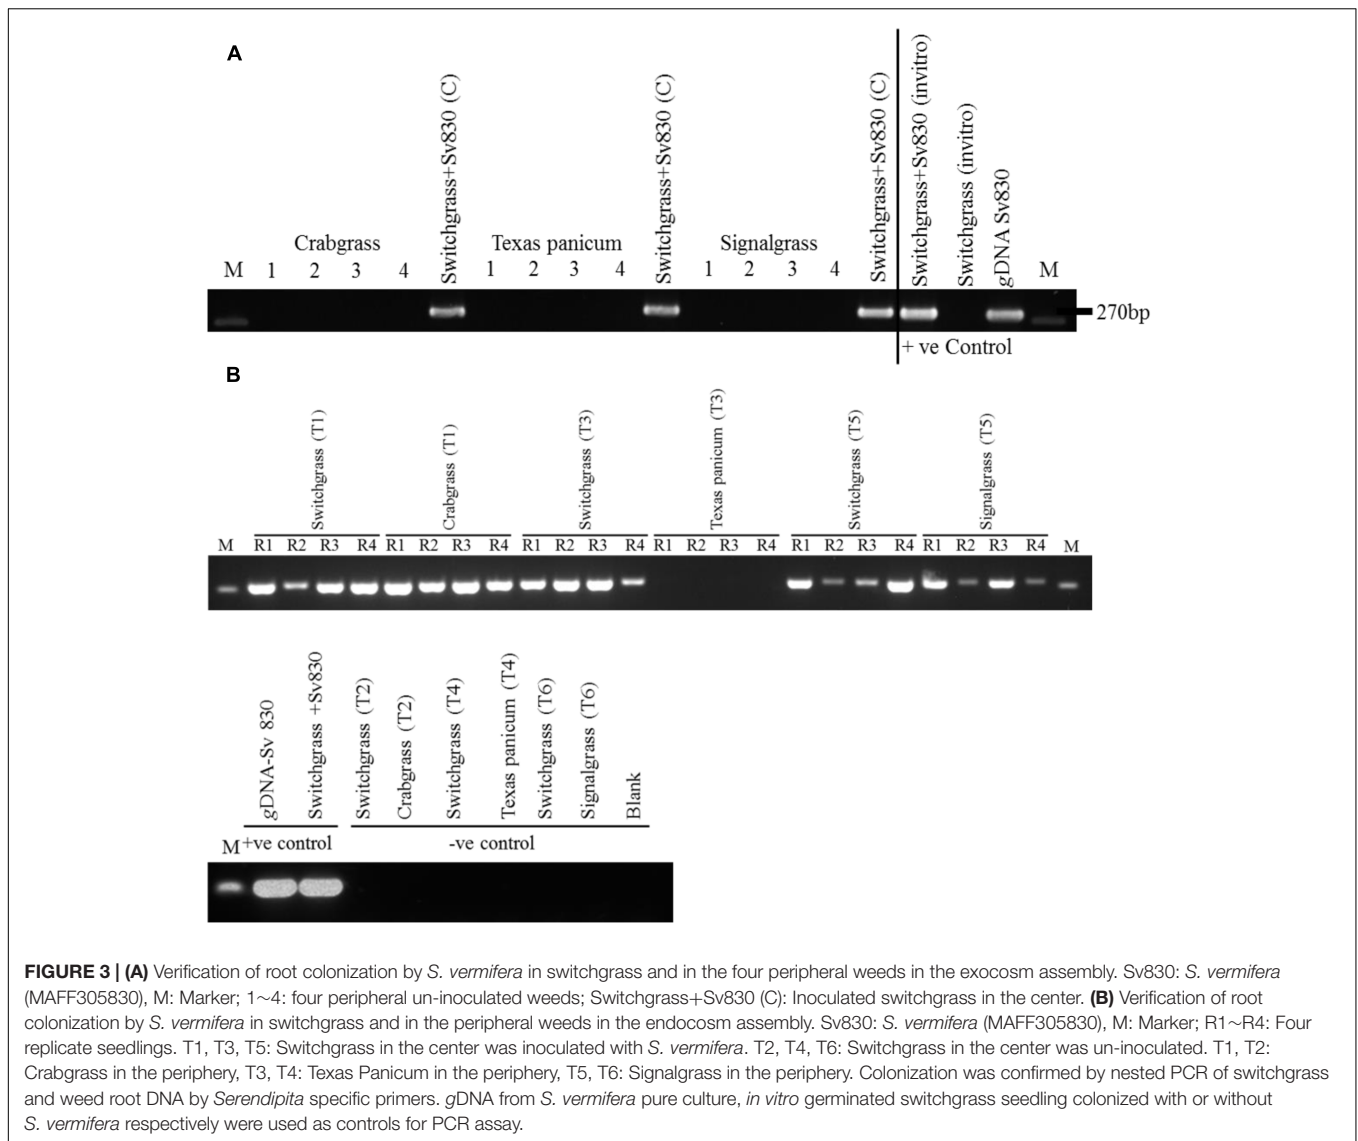 A
Switchgrass+Sv830 (C)
Switchgrass+Sv830 (C)
Switchgrass+Sv830 (C)
Switchgrass+Sv830 (invitro)
Switchgrass (invitro)
gDNA Sv830
Crabgrass
Texas panicum
Signalgrass
M 1 2 3 4 1 2 3 4 1 2 3 4 M
270bp
+ ve Control
B
Switchgrass (T1)
Crabgrass (T1)
Switchgrass (T3)
Texas panicum (T3)
Switchgrass (T5)
Signalgrass (T5)
M R1 R2 R3 R4 R1 R2 R3 R4 R1 R2 R3 R4 R1 R2 R3 R4 R1 R2 R3 R4 R1 R2 R3 R4 M
gDNA-Sv 830
Switchgrass +Sv830
Switchgrass (T2)
Crabgrass (T2)
Switchgrass (T4)
Texas panicum (T4)
Switchgrass (T6)
Signalgrass (T6)
Blank
M +ve control -ve control
FIGURE 3 | (A) Verification of root colonization by S. vermifera in switchgrass and in the four peripheral weeds in the exocosm assembly. Sv830: S. vermifera
(MAFF305830), M: Marker; 1~4: four peripheral un-inoculated weeds; Switchgrass+Sv830 (C): Inoculated switchgrass in the center. (B) Verification of root
colonization by S. vermifera in switchgrass and in the peripheral weeds in the endocosm assembly. Sv830: S. vermifera (MAFF305830), M: Marker; R1~R4: Four
replicate seedlings. T1, T3, T5: Switchgrass in the center was inoculated with S. vermifera. T2, T4, T6: Switchgrass in the center was un-inoculated. T1, T2:
Crabgrass in the periphery, T3, T4: Texas Panicum in the periphery, T5, T6: Signalgrass in the periphery. Colonization was confirmed by nested PCR of switchgrass
and weed root DNA by Serendipita specific primers. gDNA from S. vermifera pure culture, in vitro germinated switchgrass seedling colonized with or without
S. vermifera respectively were used as controls for PCR assay.